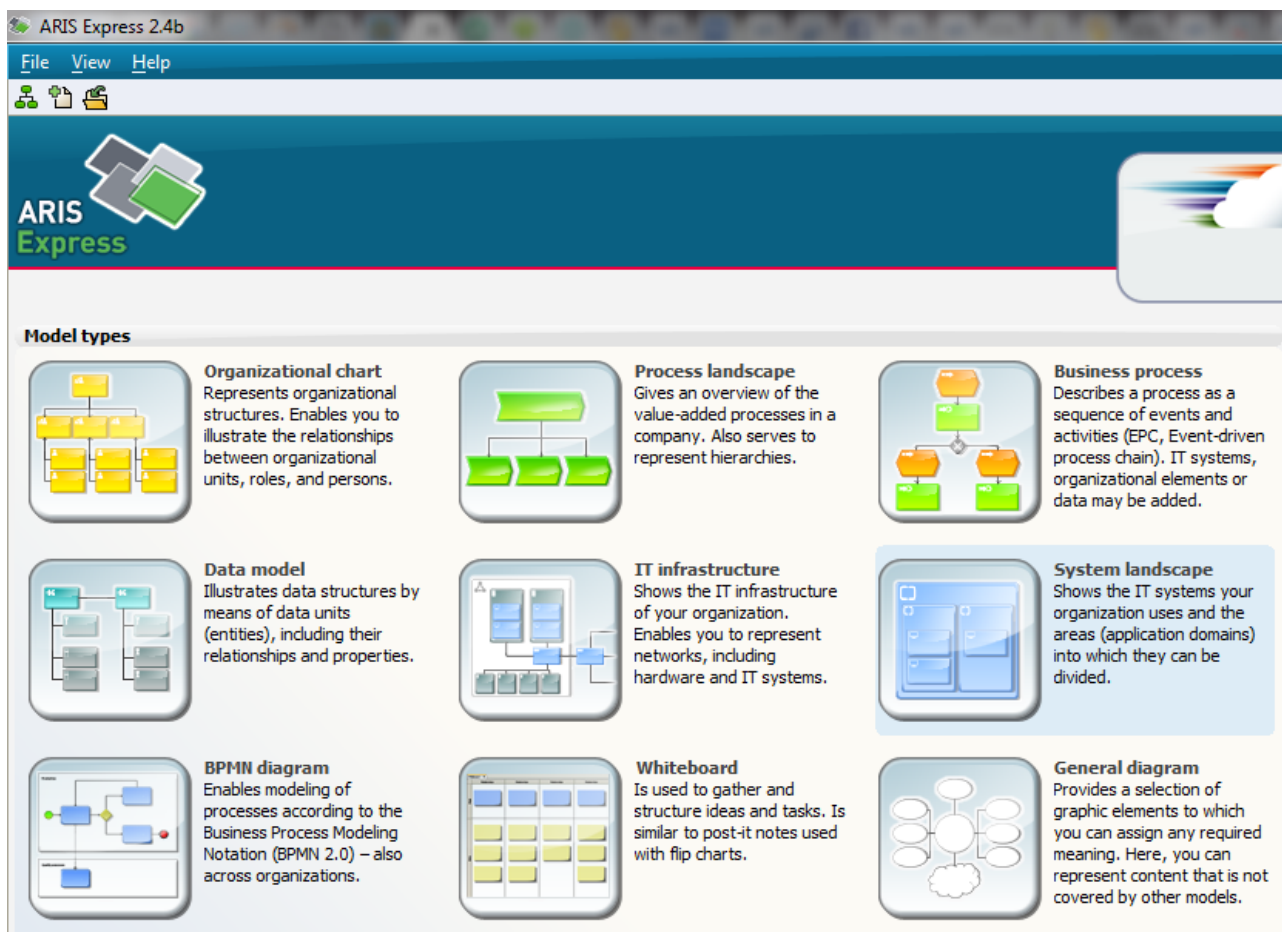 ARIS Express 2.4b
File View Help
ARIS
Express
Model types
Organizational chart
Represents organizational
structures. Enables you to
illustrate the relationships
between organizational
units, roles, and persons.
Process landscape
Gives an overview of the
value-added processes in a
company. Also serves to
represent hierarchies.
Business process
Describes a process as a
sequence of events and
activities (EPC, Event-driven
process chain). IT systems,
organizational elements or
data may be added.
Data model
Illustrates data structures by
means of data units
(entities), including their
relationships and properties.
IT infrastructure
Shows the IT infrastructure
of your organization.
Enables you to represent
networks, including
hardware and IT systems.
System landscape
Shows the IT systems your
organization uses and the
areas (application domains)
into which they can be
divided.
BPMN diagram
Enables modeling of
processes according to the
Business Process Modeling
Notation (BPMN 2.0) – also
across organizations.
Whiteboard
Is used to gather and
structure ideas and tasks. Is
similar to post-it notes used
with flip charts.
General diagram
Provides a selection of
graphic elements to which
you can assign any required
meaning. Here, you can
represent content that is not
covered by other models.